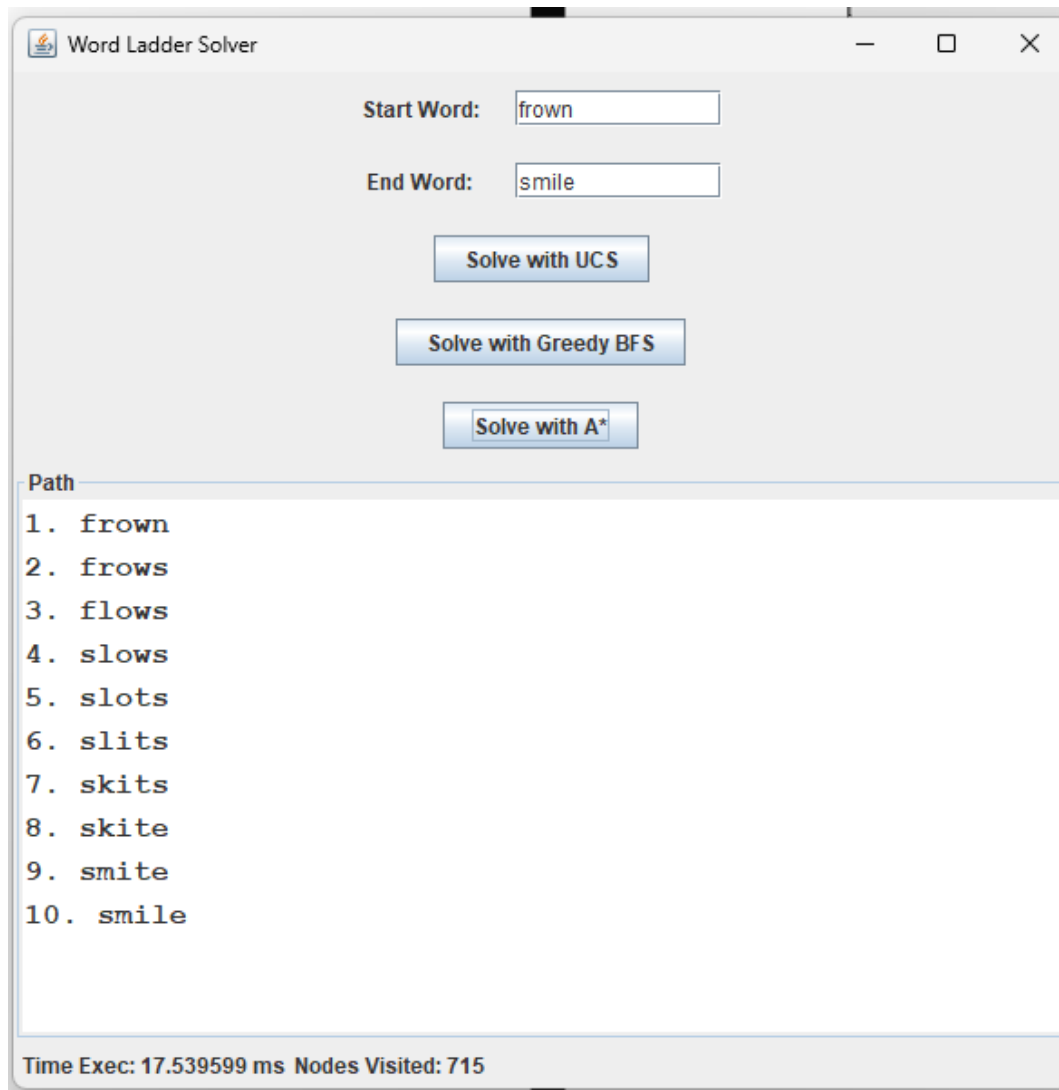 Word Ladder Solver
Start Word: frown
End Word: smile
Solve with UCS
Solve with Greedy BFS
Solve with A*
Path
1. frown
2. frows
3. flows
4. slows
5. slots
6. slits
7. skits
8. skite
9. smite
10. smile
Time Exec: 17.539599 ms Nodes Visited: 715